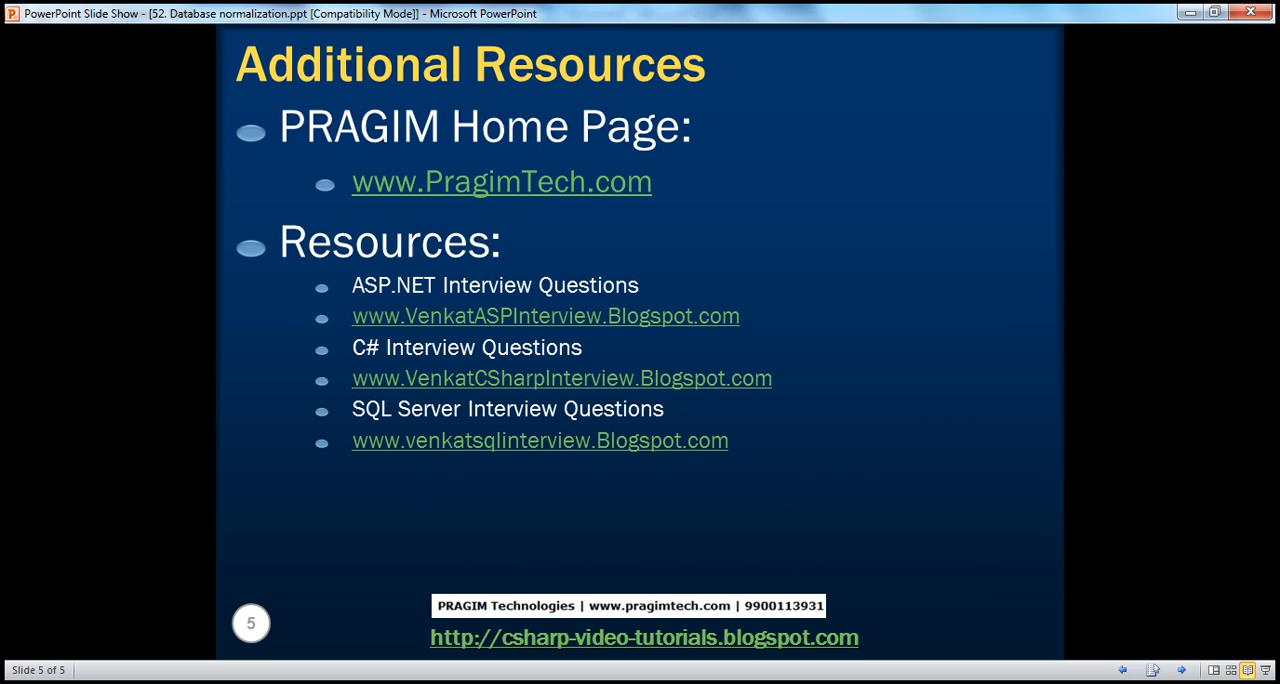 PowerPoint Slide Show - [52. Database normalization.ppt [Compatibility Mode]] - Microsoft PowerPoint
Additional Resources
PRAGIM Home Page:
www.PragimTech.com
Resources:
ASP.NET Interview Questions
www.VenkatASPInterview.Blogspot.com
C# Interview Questions
www.VenkatCSharpInterview.Blogspot.com
SQL Server Interview Questions
www.venkatsqlinterview.Blogspot.com
PRAGIM Technologies | www.pragimtech.com | 9900113931
5
http://csharp-video-tutorials.blogspot.com
Slide 5 of 5